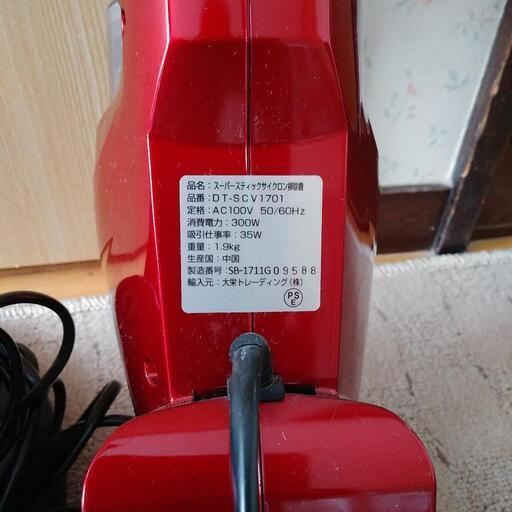 品名：スーパースティックサイクロン掃除機
品番：DT-SCV1701
定格：AC100V 50/60Hz
消費電力：300W
吸引仕事率：35W
重量：1.9kg
生産国：中国
製造番号：SB-1711G09588
輸入元：大栄トレーディング（株）
PS
E